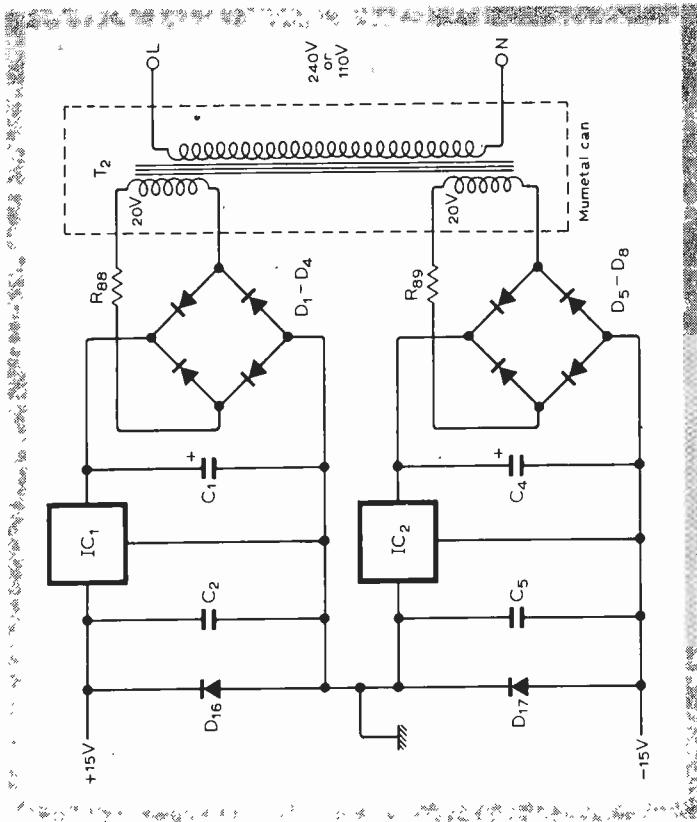 L
N
240V
or
110V
T2
20V
20V
Mumetal can
R88
R89
D1-D4
D5-D8
C1
+
C4
+
IC1
IC2
C2
C5
D16
D17
+15V
-15V